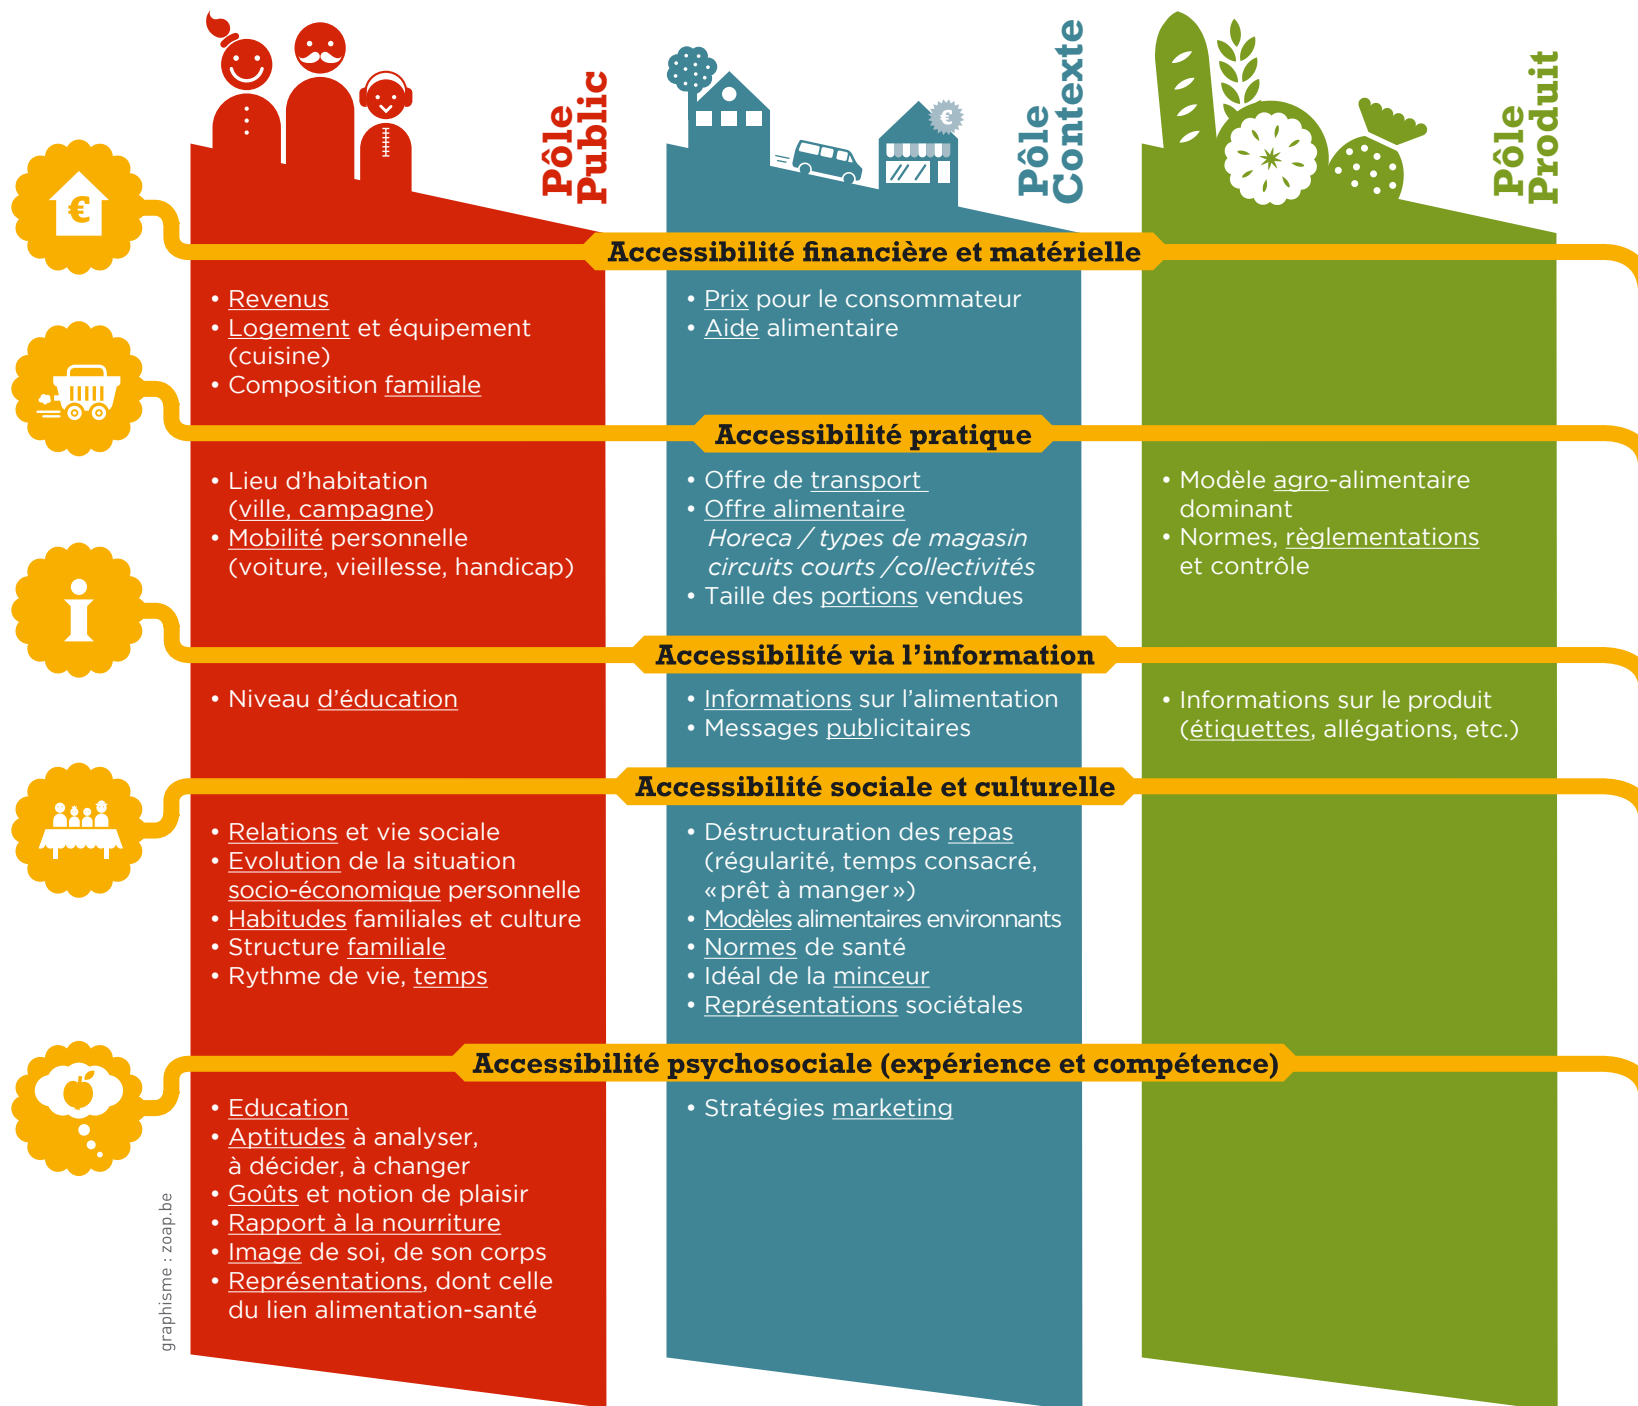 Pôle
Public
Pôle
Contexte
Pôle
Produit
€
€
Accessibilité financière et matérielle
• Revenus
• Logement et équipement
(cuisine)
• Composition familiale
• Prix pour le consommateur
• Aide alimentaire
Accessibilité pratique
• Lieu d’habitation
(ville, campagne)
• Mobilité personnelle
(voiture, vieillesse, handicap)
• Offre de transport
• Offre alimentaire
Horeca / types de magasin
circuits courts /collectivités
• Taille des portions vendues
• Modèle agro-alimentaire
dominant
• Normes, règlementations
et contrôle
i
Accessibilité via l’information
• Niveau d’éducation
• Informations sur l’alimentation
• Messages publicitaires
• Informations sur le produit
(étiquettes, allégations, etc.)
Accessibilité sociale et culturelle
• Relations et vie sociale
• Evolution de la situation
socio-économique personnelle
• Habitudes familiales et culture
• Structure familiale
• Rythme de vie, temps
• Déstructuration des repas
(régularité, temps consacré,
«prêt à manger»)
• Modèles alimentaires environnants
• Normes de santé
• Idéal de la minceur
• Représentations sociétales
Accessibilité psychosociale (expérience et compétence)
• Education
• Aptitudes à analyser,
à décider, à changer
• Goûts et notion de plaisir
• Rapport à la nourriture
• Image de soi, de son corps
• Représentations, dont celle
du lien alimentation-santé
• Stratégies marketing
graphisme : zoap.be